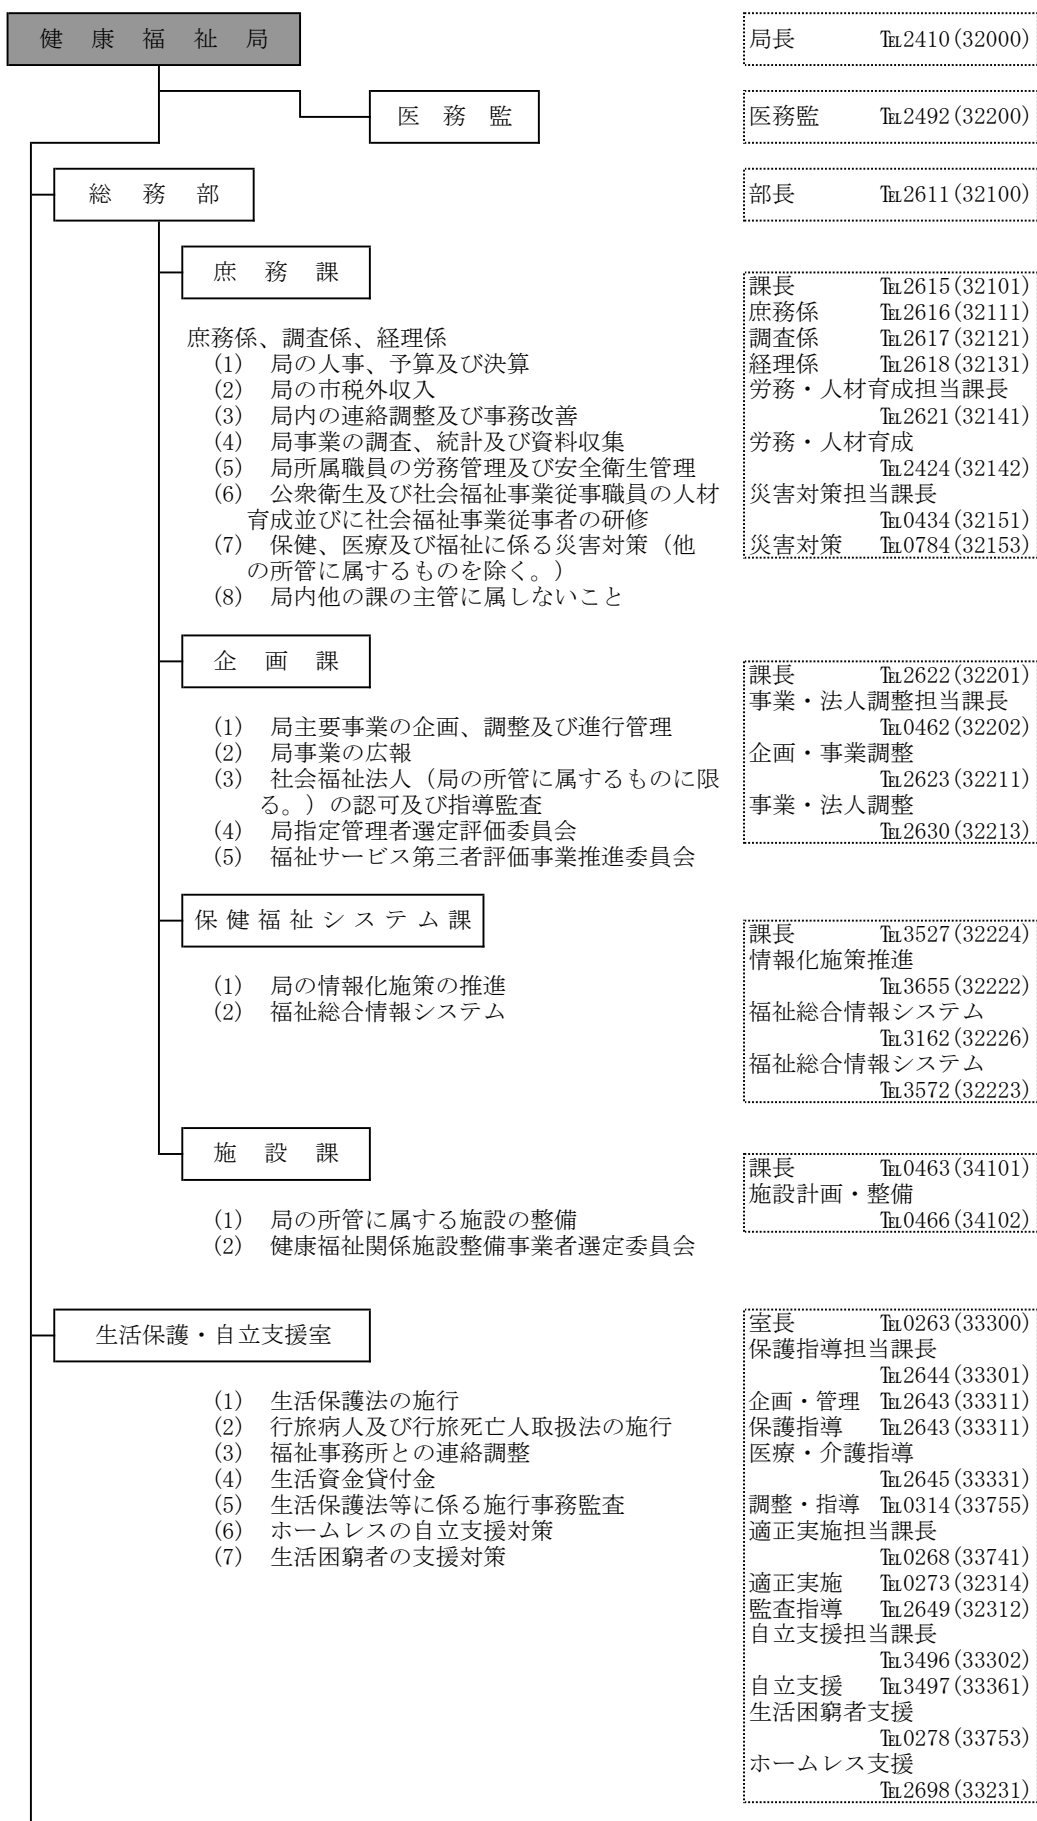 健康福祉局
局長 ℡2410(32000)
医務監
医務監 ℡2492(32200)
総務部
部長 ℡2611(32100)
庶務課
庶務係、調査係、経理係
(1) 局の人事、予算及び決算
(2) 局の市税外収入
(3) 局内の連絡調整及び事務改善
(4) 局事業の調査、統計及び資料収集
(5) 局所属職員の労務管理及び安全衛生管理
(6) 公衆衛生及び社会福祉事業従事職員の人材
育成並びに社会福祉事業従事者の研修
(7) 保健、医療及び福祉に係る災害対策(他
の所管に属するものを除く。)
(8) 局内他の課の主管に属しないこと
課長 ℡2615(32101)
庶務係 ℡2616(32111)
調査係 ℡2617(32121)
経理係 ℡2618(32131)
労務・人材育成担当課長
℡2621(32141)
労務・人材育成
℡2424(32142)
災害対策担当課長
℡0434(32151)
災害対策 ℡0784(32153)
企画課
(1) 局主要事業の企画、調整及び進行管理
(2) 局事業の広報
(3) 社会福祉法人(局の所管に属するものに限
る。)の認可及び指導監査
(4) 局指定管理者選定評価委員会
(5) 福祉サービス第三者評価事業推進委員会
課長 ℡2622(32201)
事業・法人調整担当課長
℡0462(32202)
企画・事業調整
℡2623(32211)
事業・法人調整
℡2630(32213)
保健福祉システム課
(1) 局の情報化施策の推進
(2) 福祉総合情報システム
課長 ℡3527(32224)
情報化施策推進
℡3655(32222)
福祉総合情報システム
℡3162(32226)
福祉総合情報システム
℡3572(32223)
施設課
(1) 局の所管に属する施設の整備
(2) 健康福祉関係施設整備事業者選定委員会
課長 ℡0463(34101)
施設計画・整備
℡0466(34102)
生活保護・自立支援室
(1) 生活保護法の施行
(2) 行旅病人及び行旅死亡人取扱法の施行
(3) 福祉事務所との連絡調整
(4) 生活資金貸付金
(5) 生活保護法等に係る施行事務監査
(6) ホームレスの自立支援対策
(7) 生活困窮者の支援対策
室長 ℡0263(33300)
保護指導担当課長
℡2644(33301)
企画・管理 ℡2643(33311)
保護指導 ℡2643(33311)
医療・介護指導
℡2645(33331)
調整・指導 ℡0314(33755)
適正実施担当課長
℡0268(33741)
適正実施 ℡0273(32314)
監査指導 ℡2649(32312)
自立支援担当課長
℡3496(33302)
自立支援 ℡3497(33361)
生活困窮者支援
℡0278(33753)
ホームレス支援
℡2698(33231)